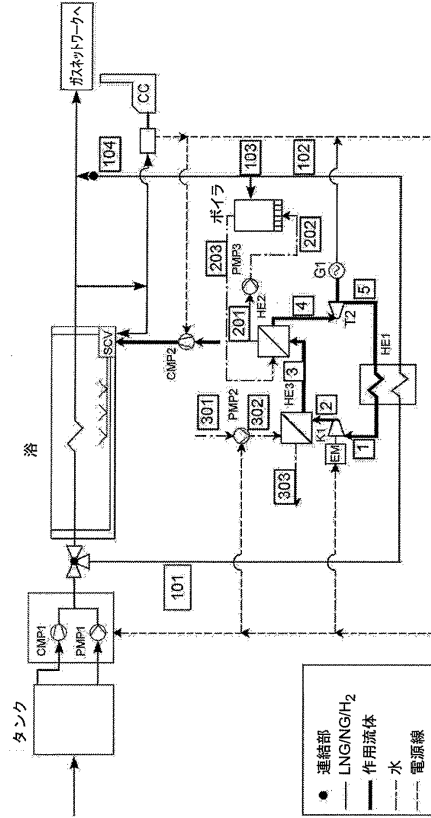 タンク
CMP1
PMP1
浴
SCV
ガスネットワークへ
CC
101
CMP2
104
301
PMP2
302
303
HE3
201
HE2
PMP3
203
ボイラ
202
103
102
G1
EM
K1
1
2
3
4
T2
5
HE1
連結部
LNG/NG/H₂
作用流体
水
電源線